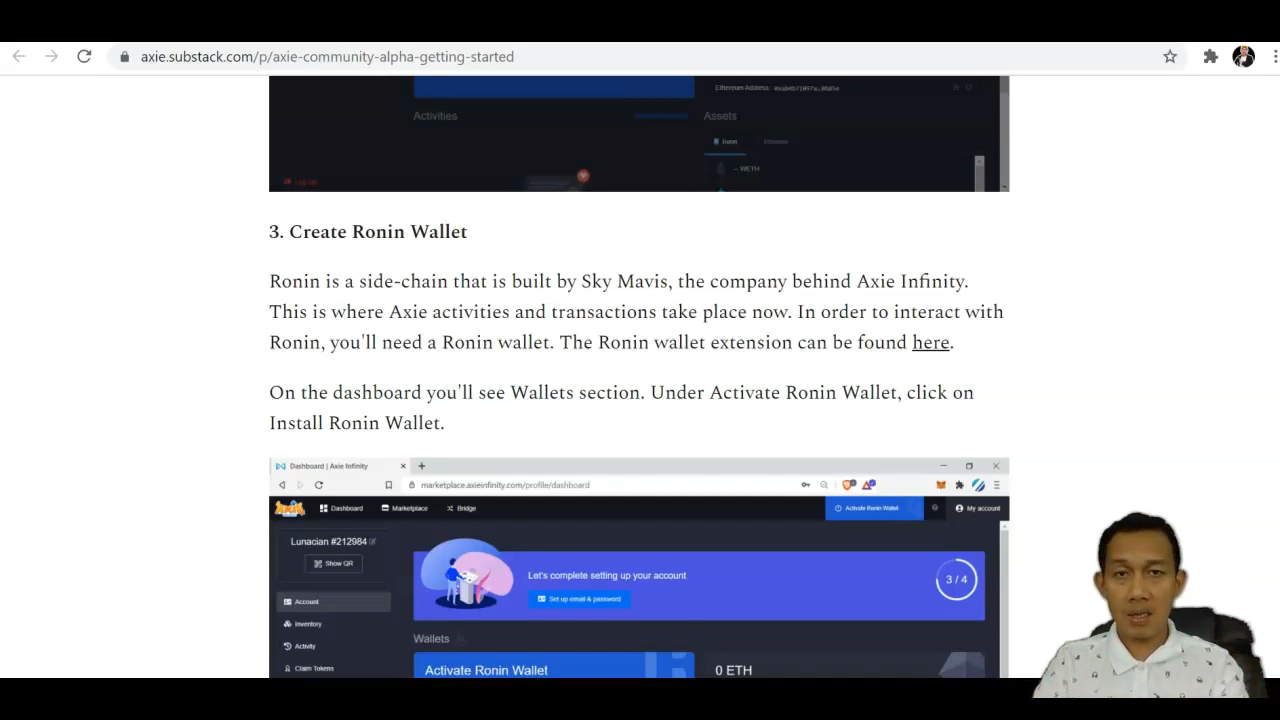 axie.substack.com/p/axie-community-alpha-getting-started
Ethereum Address:
Activities
Assets
Ronin
Ethereum
-- WETH
3. Create Ronin Wallet
Ronin is a side-chain that is built by Sky Mavis, the company behind Axie Infinity.
This is where Axie activities and transactions take place now. In order to interact with
Ronin, you'll need a Ronin wallet. The Ronin wallet extension can be found here.
On the dashboard you'll see Wallets section. Under Activate Ronin Wallet, click on
Install Ronin Wallet.
Dashboard | Axie Infinity
marketplace.axieinfinity.com/profile/dashboard
Dashboard Marketplace Bridge Activate Ronin Wallet My account
Lunacian #212984
Show QR
Let's complete setting up your account
3 / 4
Set up email & password
Account
Inventory
Wallets
Activity
Claim Tokens
Activate Ronin Wallet
0 ETH